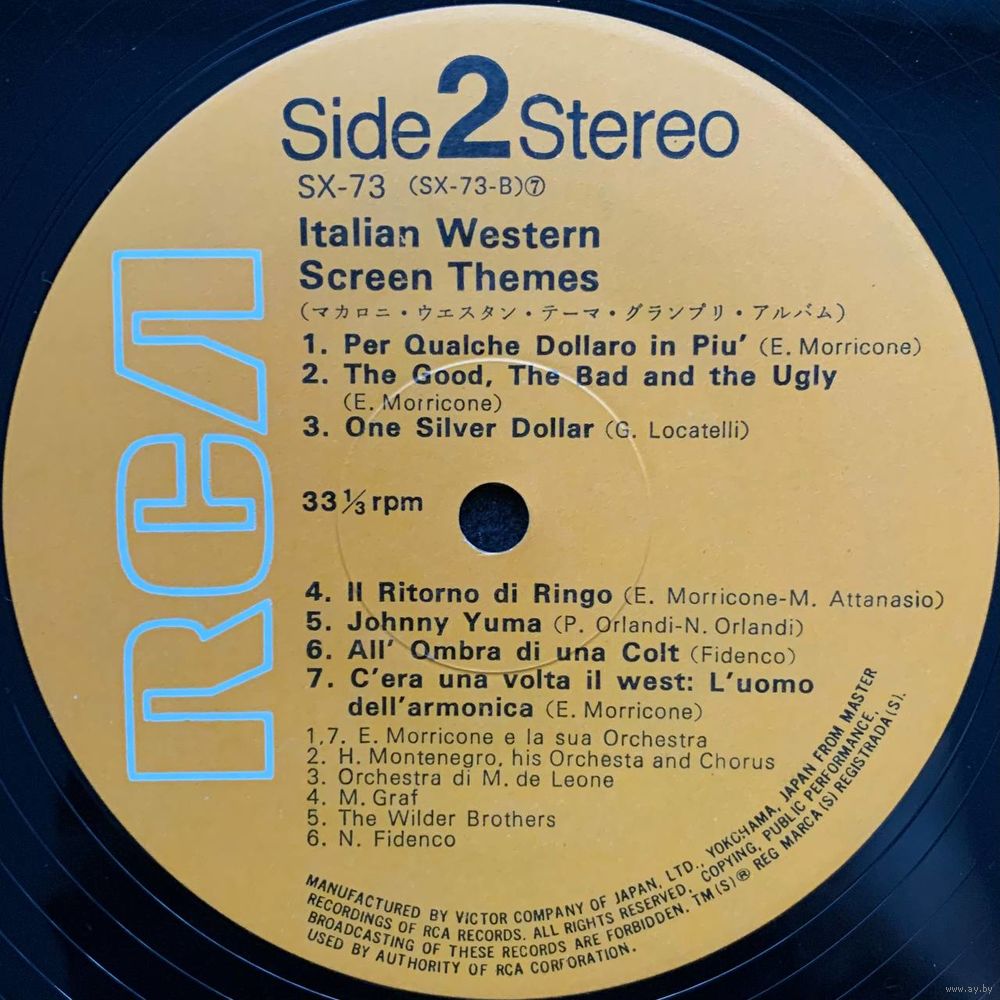 Side 2 Stereo
SX-73 (SX-73-B)⑦
Italian Western
Screen Themes
(マカロニ・ウエスタン・テーマ・グランプリ・アルバム)
1. Per Qualche Dollaro in Piu' (E. Morricone)
2. The Good, The Bad and the Ugly
(E. Morricone)
3. One Silver Dollar (G. Locatelli)
33 1/3 rpm
4. Il Ritorno di Ringo (E. Morricone-M. Attanasio)
5. Johnny Yuma (P. Orlandi-N. Orlandi)
6. All' Ombra di una Colt (Fidenco)
7. C'era una volta il west: L'uomo
dell'armonica (E. Morricone)
1,7. E. Morricone e la sua Orchestra
2. H. Montenegro, his Orchesta and Chorus
3. Orchestra di M. de Leone
4. M. Graf
5. The Wilder Brothers
6. N. Fidenco
MANUFACTURED BY VICTOR COMPANY OF JAPAN, LTD., YOKOHAMA, JAPAN FROM MASTER
RECORDINGS OF RCA RECORDS. ALL RIGHTS RESERVED, COPYING, PUBLIC PERFORMANCE,
BROADCASTING OF THESE RECORDS ARE FORBIDDEN. TM(S)® REG MARCA(S) REGISTRADA(S).
USED BY AUTHORITY OF RCA CORPORATION.
RCA
www.ay.by